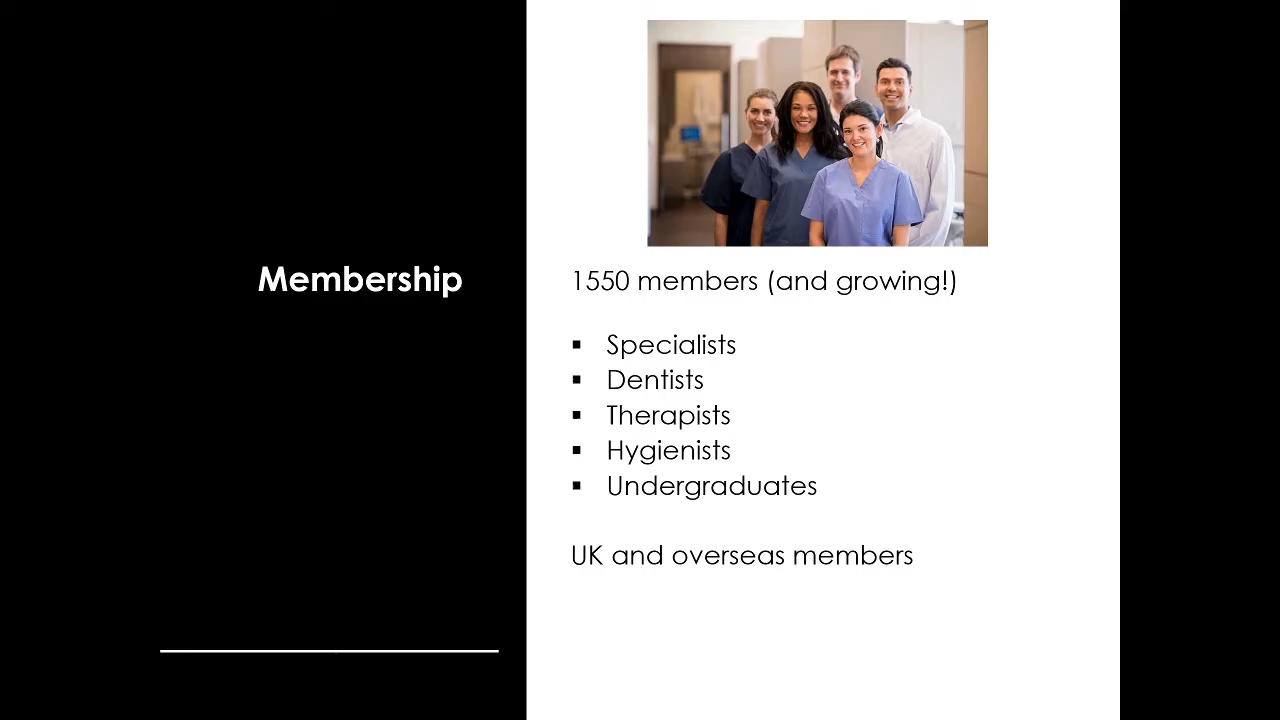 Membership
1550 members (and growing!)
▪ Specialists
▪ Dentists
▪ Therapists
▪ Hygienists
▪ Undergraduates
UK and overseas members